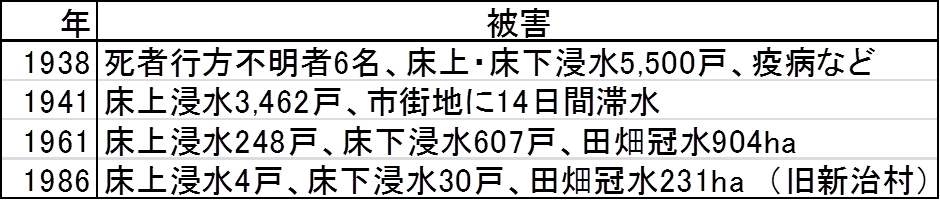 年 被害
1938 死者行方不明者6名、床上・床下浸水5,500戸、疫病など
1941 床上浸水3,462戸、市街地に14日間滞水
1961 床上浸水248戸、床下浸水607戸、田畑冠水904ha
1986 床上浸水4戸、床下浸水30戸、田畑冠水231ha （旧新治村）